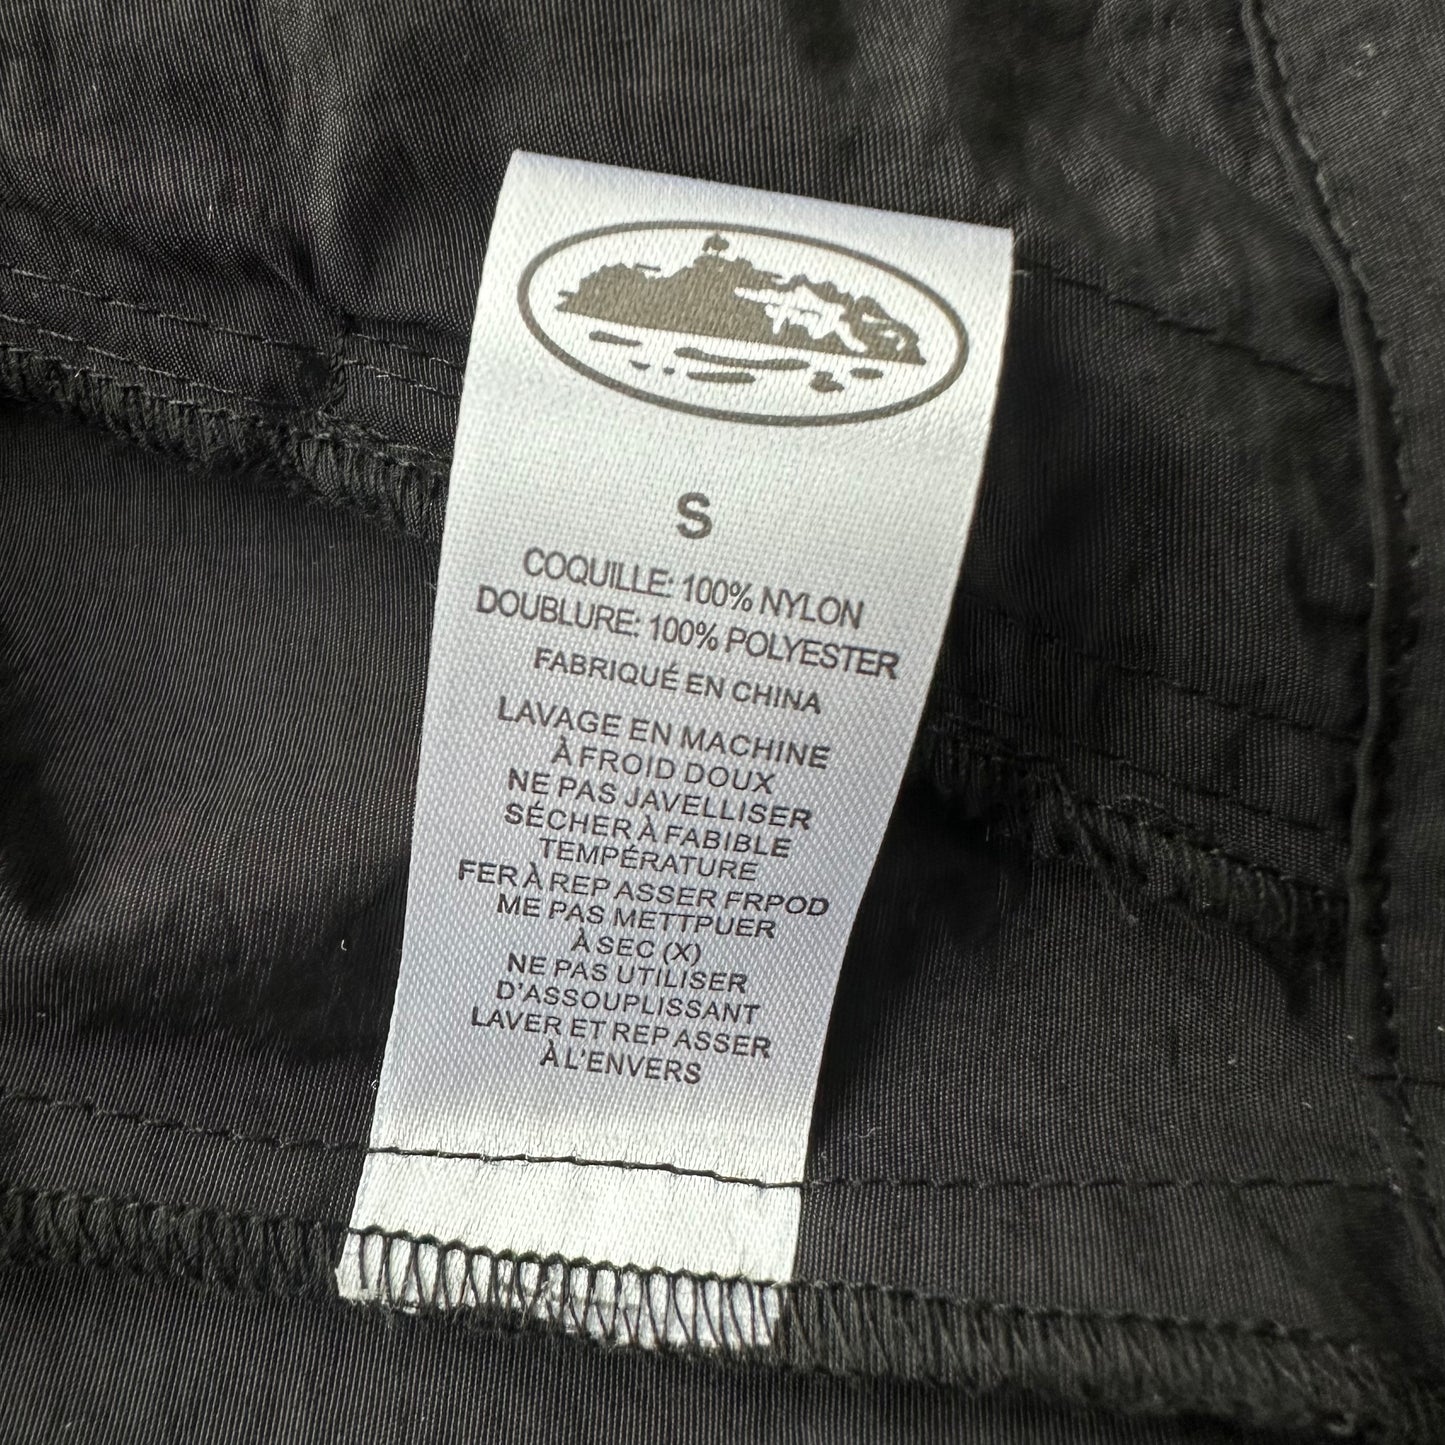 S
COQUILLE: 100% NYLON
DOUBLURE: 100% POLYESTER
FABRIQUÉ EN CHINA
LAVAGE EN MACHINE
À FROID DOUX
NE PAS JAVELLISER
SÉCHER À FABIBLE
TEMPÉRATURE
FER À REP ASSER FRPOD
ME PAS METTPUER
À SEC (X)
NE PAS UTILISER
D'ASSOUPLISSANT
LAVER ET REP ASSER
À L'ENVERS